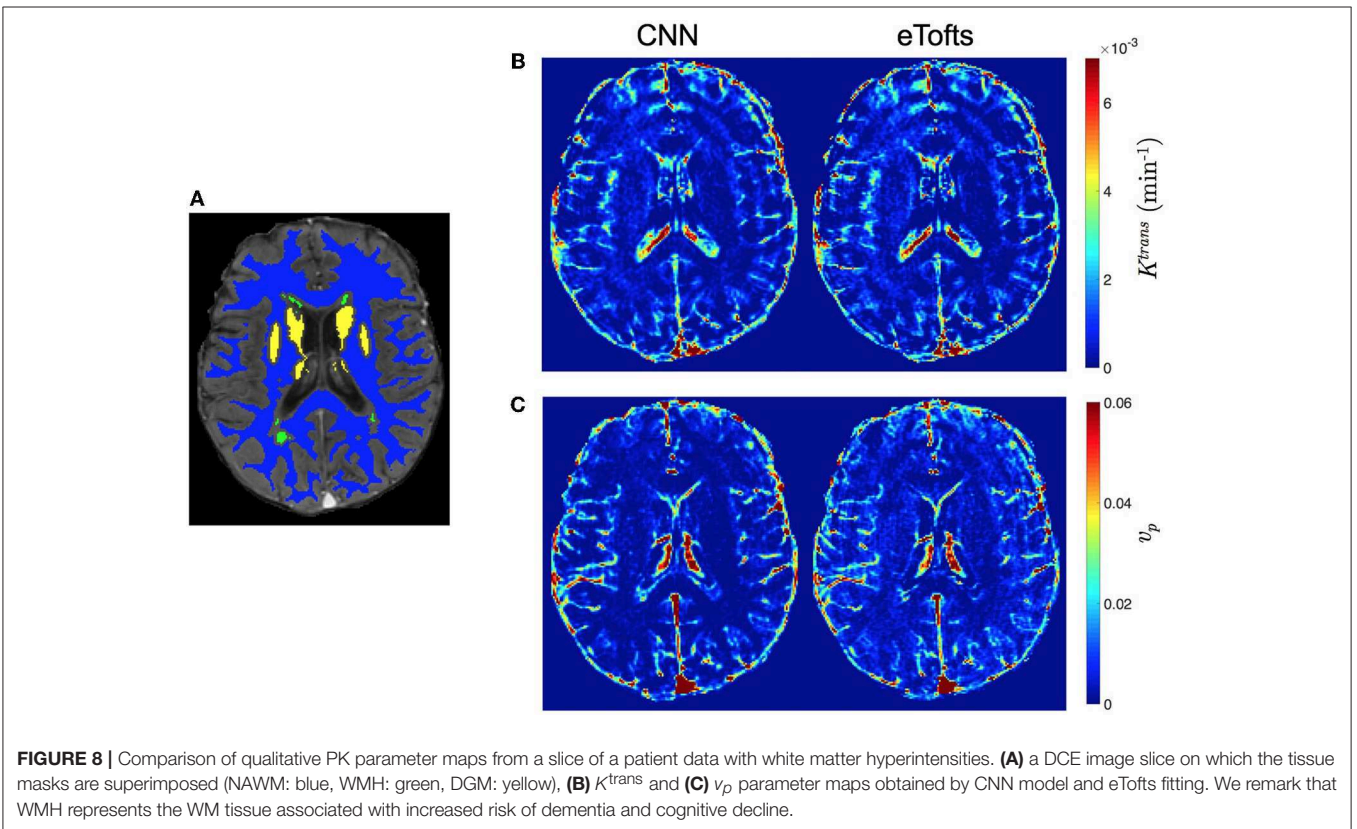 CNN eTofts
A
B
×10⁻³
6
4
2
0
K^trans (min⁻¹)
C
0.06
0.04
0.02
0
v_p
FIGURE 8 | Comparison of qualitative PK parameter maps from a slice of a patient data with white matter hyperintensities. (A) a DCE image slice on which the tissue
masks are superimposed (NAWM: blue, WMH: green, DGM: yellow), (B) K^trans and (C) v_p parameter maps obtained by CNN model and eTofts fitting. We remark that
WMH represents the WM tissue associated with increased risk of dementia and cognitive decline.